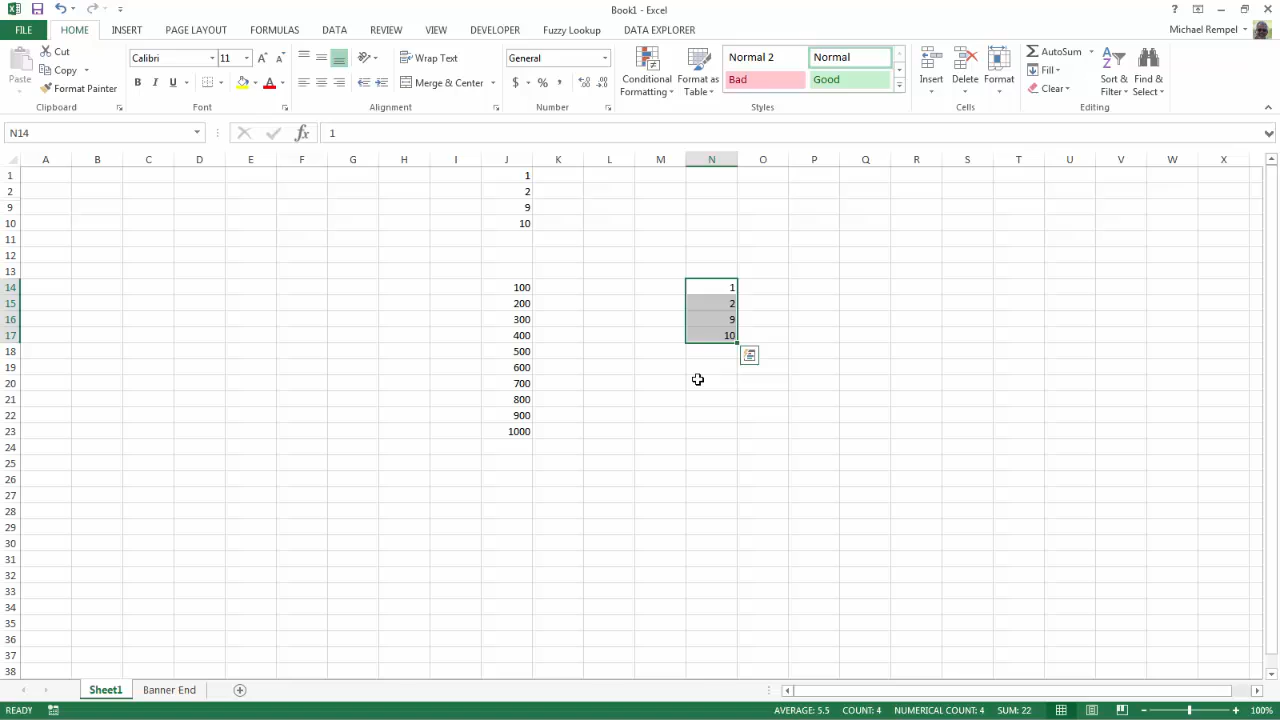 Book1 - Excel
?
FILE HOME INSERT PAGE LAYOUT FORMULAS DATA REVIEW VIEW DEVELOPER Fuzzy Lookup DATA EXPLORER Michael Rempel
Paste
Cut
Copy
Format Painter
Clipboard
Calibri 11
B I U
Font
Wrap Text
Merge & Center
Alignment
General
$ % ,
Number
Conditional
Formatting
Format as
Table
Normal 2 Normal
Bad Good
Styles
Insert Delete Format
Cells
AutoSum
Fill
Clear
Sort &
Filter
Find &
Select
Editing
N14 fx 1
A B C D E F G H I J K L M N O P Q R S T U V W X
1 1
2 2
9 9
10 10
11
12
13
14 100 1
15 200 2
16 300 9
17 400 10
18 500
19 600
20 700
21 800
22 900
23 1000
24
25
26
27
28
29
30
31
32
33
34
35
36
37
38
Sheet1 Banner End
READY AVERAGE: 5.5 COUNT: 4 NUMERICAL COUNT: 4 SUM: 22 100%